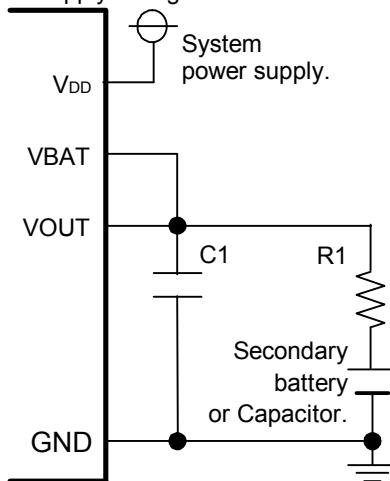 System
power supply.
VDD
VBAT
VOUT
C1
R1
Secondary
battery
or Capacitor.
GND